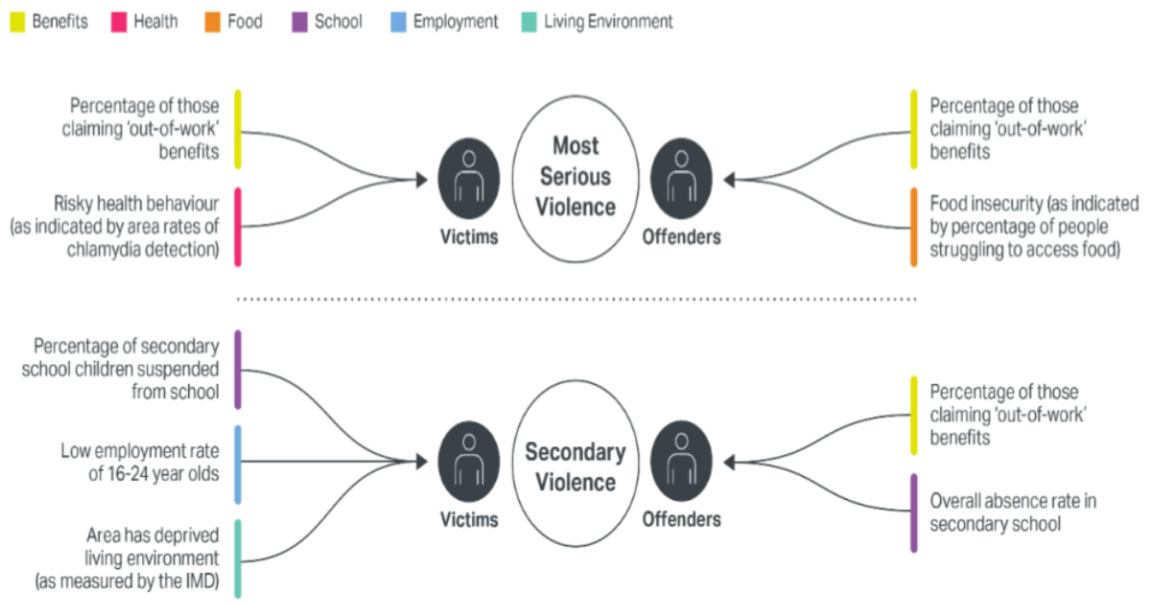 Benefits Health Food School Employment Living Environment
Percentage of those
claiming ‘out-of-work’
benefits
Risky health behaviour
(as indicated by area rates of
chlamydia detection)
Victims
Most
Serious
Violence
Offenders
Percentage of those
claiming ‘out-of-work’
benefits
Food insecurity (as indicated
by percentage of people
struggling to access food)
Percentage of secondary
school children suspended
from school
Low employment rate
of 16-24 year olds
Area has deprived
living environment
(as measured by the IMD)
Victims
Secondary
Violence
Offenders
Percentage of those
claiming ‘out-of-work’
benefits
Overall absence rate in
secondary school